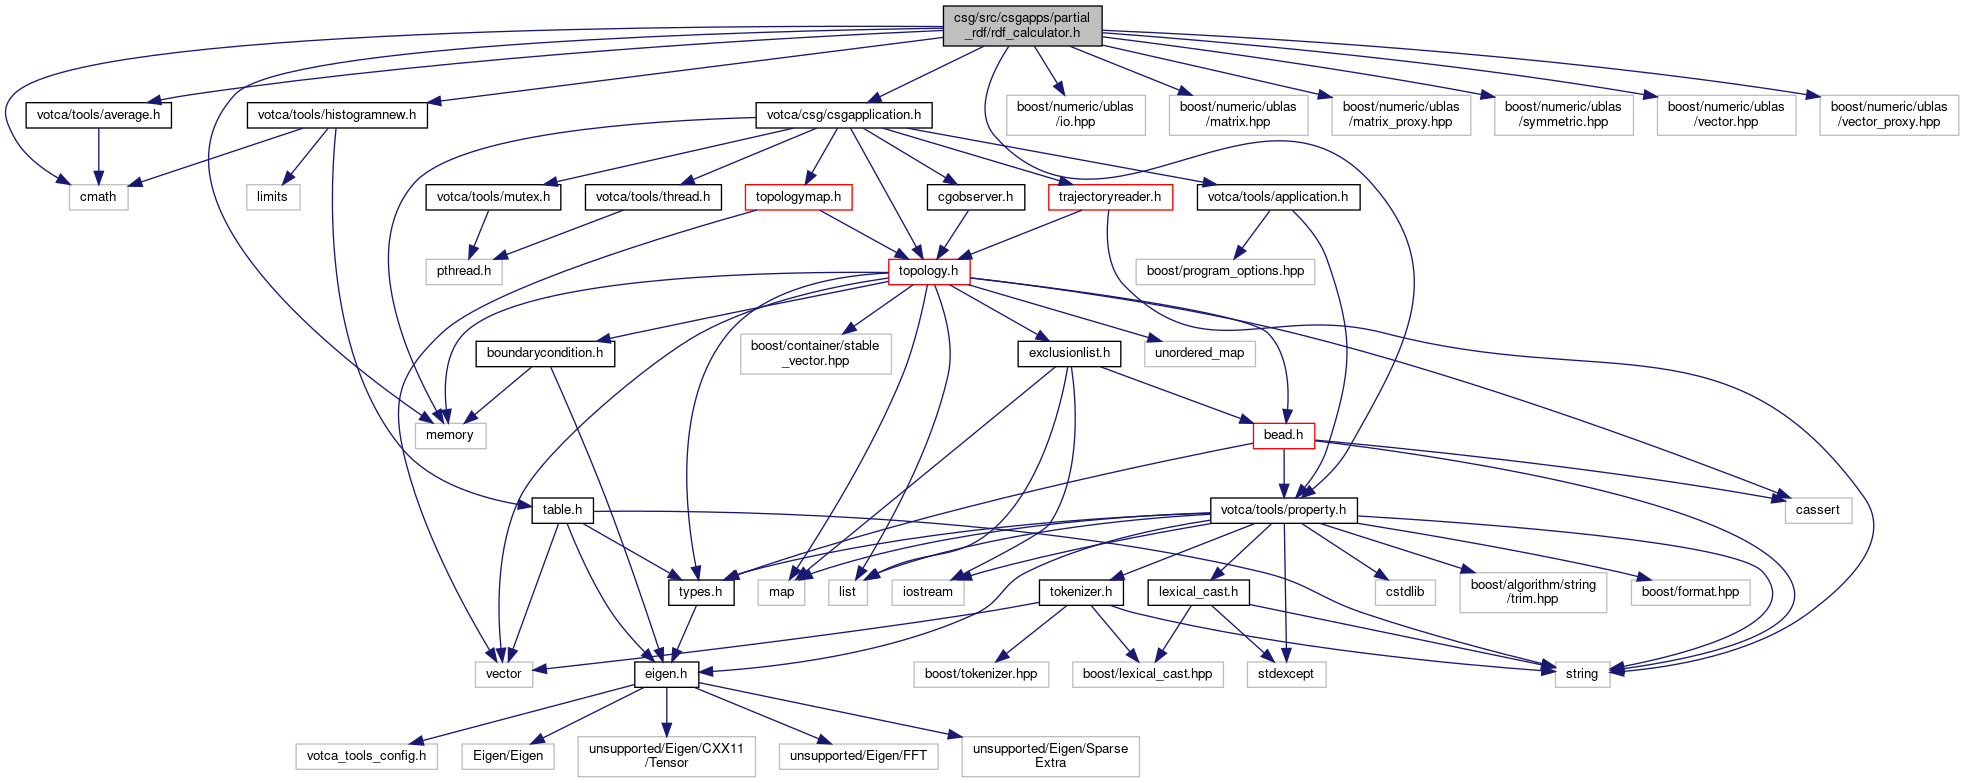 csg/src/csgapps/partial
_rdf/rdf_calculator.h
votca/tools/average.h
votca/tools/histogramnew.h
votca/csg/csgapplication.h
boost/numeric/ublas
/io.hpp
boost/numeric/ublas
/matrix.hpp
boost/numeric/ublas
/matrix_proxy.hpp
boost/numeric/ublas
/symmetric.hpp
boost/numeric/ublas
/vector.hpp
boost/numeric/ublas
/vector_proxy.hpp
cmath
limits
votca/tools/mutex.h
votca/tools/thread.h
topologymap.h
cgobserver.h
trajectoryreader.h
votca/tools/application.h
pthread.h
topology.h
boost/program_options.hpp
boundarycondition.h
boost/container/stable
_vector.hpp
exclusionlist.h
unordered_map
memory
bead.h
table.h
votca/tools/property.h
cassert
types.h
map
list
iostream
tokenizer.h
lexical_cast.h
cstdlib
boost/algorithm/string
/trim.hpp
boost/format.hpp
vector
eigen.h
boost/tokenizer.hpp
boost/lexical_cast.hpp
stdexcept
string
votca_tools_config.h
Eigen/Eigen
unsupported/Eigen/CXX11
/Tensor
unsupported/Eigen/FFT
unsupported/Eigen/Sparse
Extra